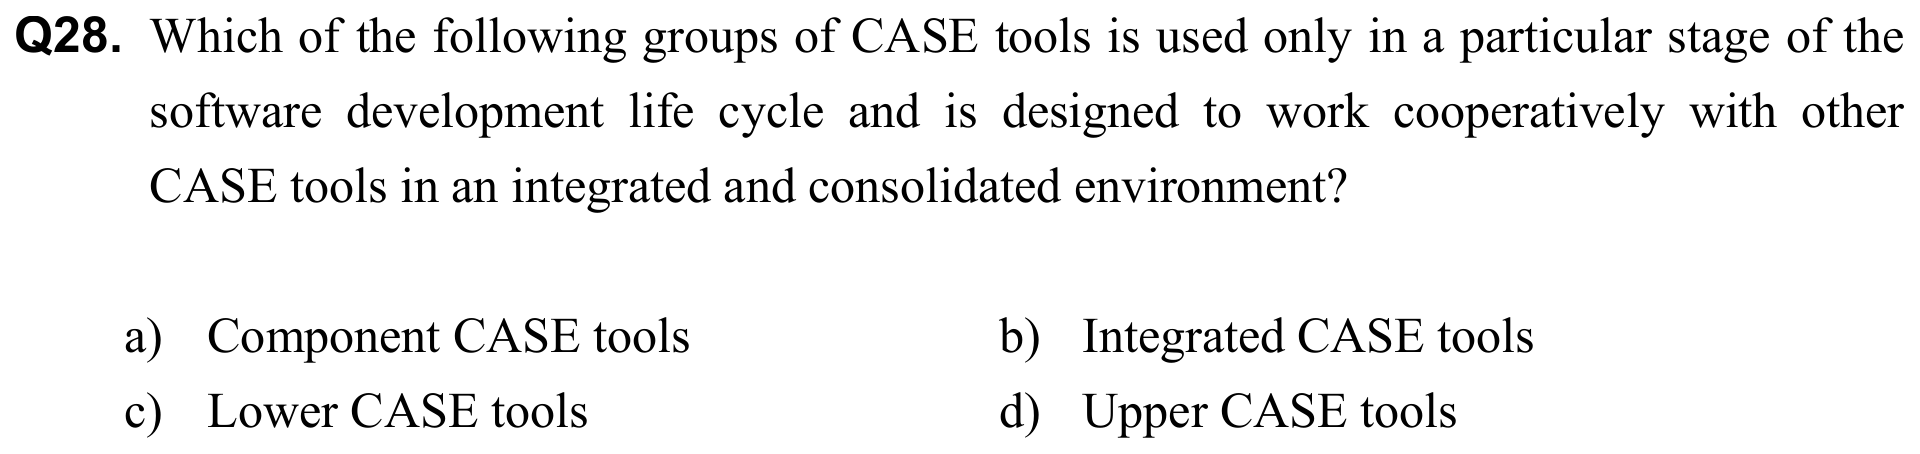 Q28. Which of the following groups of CASE tools is used only in a particular stage of the
software development life cycle and is designed to work cooperatively with other
CASE tools in an integrated and consolidated environment?
a) Component CASE tools b) Integrated CASE tools
c) Lower CASE tools d) Upper CASE tools